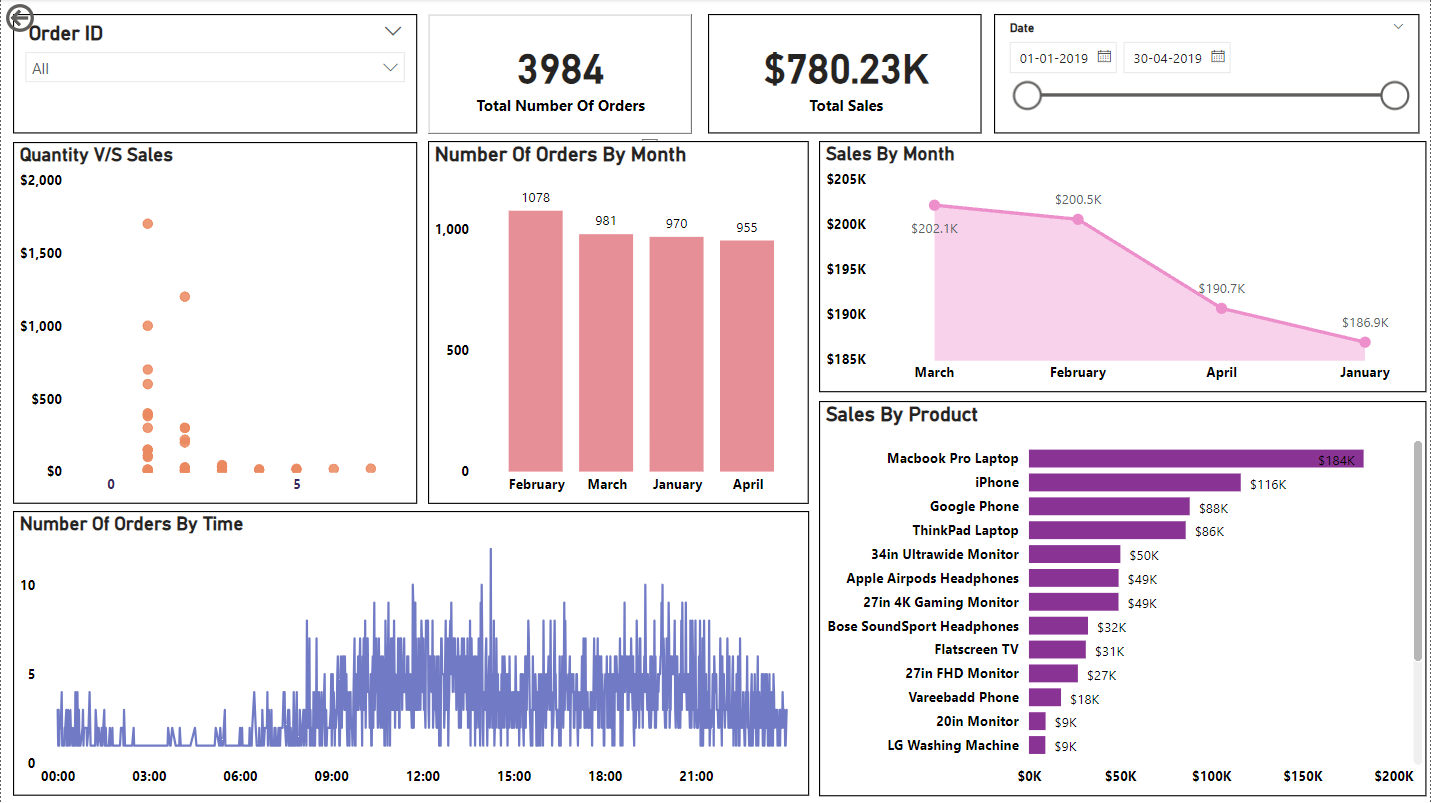 Order ID
All
3984
Total Number Of Orders
$780.23K
Total Sales
Date
01-01-2019
30-04-2019
Quantity V/S Sales
$2,000
$1,500
$1,000
$500
$0
0
5
Number Of Orders By Month
1078
981
970
955
1,000
500
0
February
March
January
April
Sales By Month
$205K
$200K
$195K
$190K
$185K
$202.1K
$200.5K
$190.7K
$186.9K
March
February
April
January
Number Of Orders By Time
10
5
0
00:00
03:00
06:00
09:00
12:00
15:00
18:00
21:00
Sales By Product
Macbook Pro Laptop $184K
iPhone $116K
Google Phone $88K
ThinkPad Laptop $86K
34in Ultrawide Monitor $50K
Apple Airpods Headphones $49K
27in 4K Gaming Monitor $49K
Bose SoundSport Headphones $32K
Flatscreen TV $31K
27in FHD Monitor $27K
Vareebadd Phone $18K
20in Monitor $9K
LG Washing Machine $9K
$0K
$50K
$100K
$150K
$200K